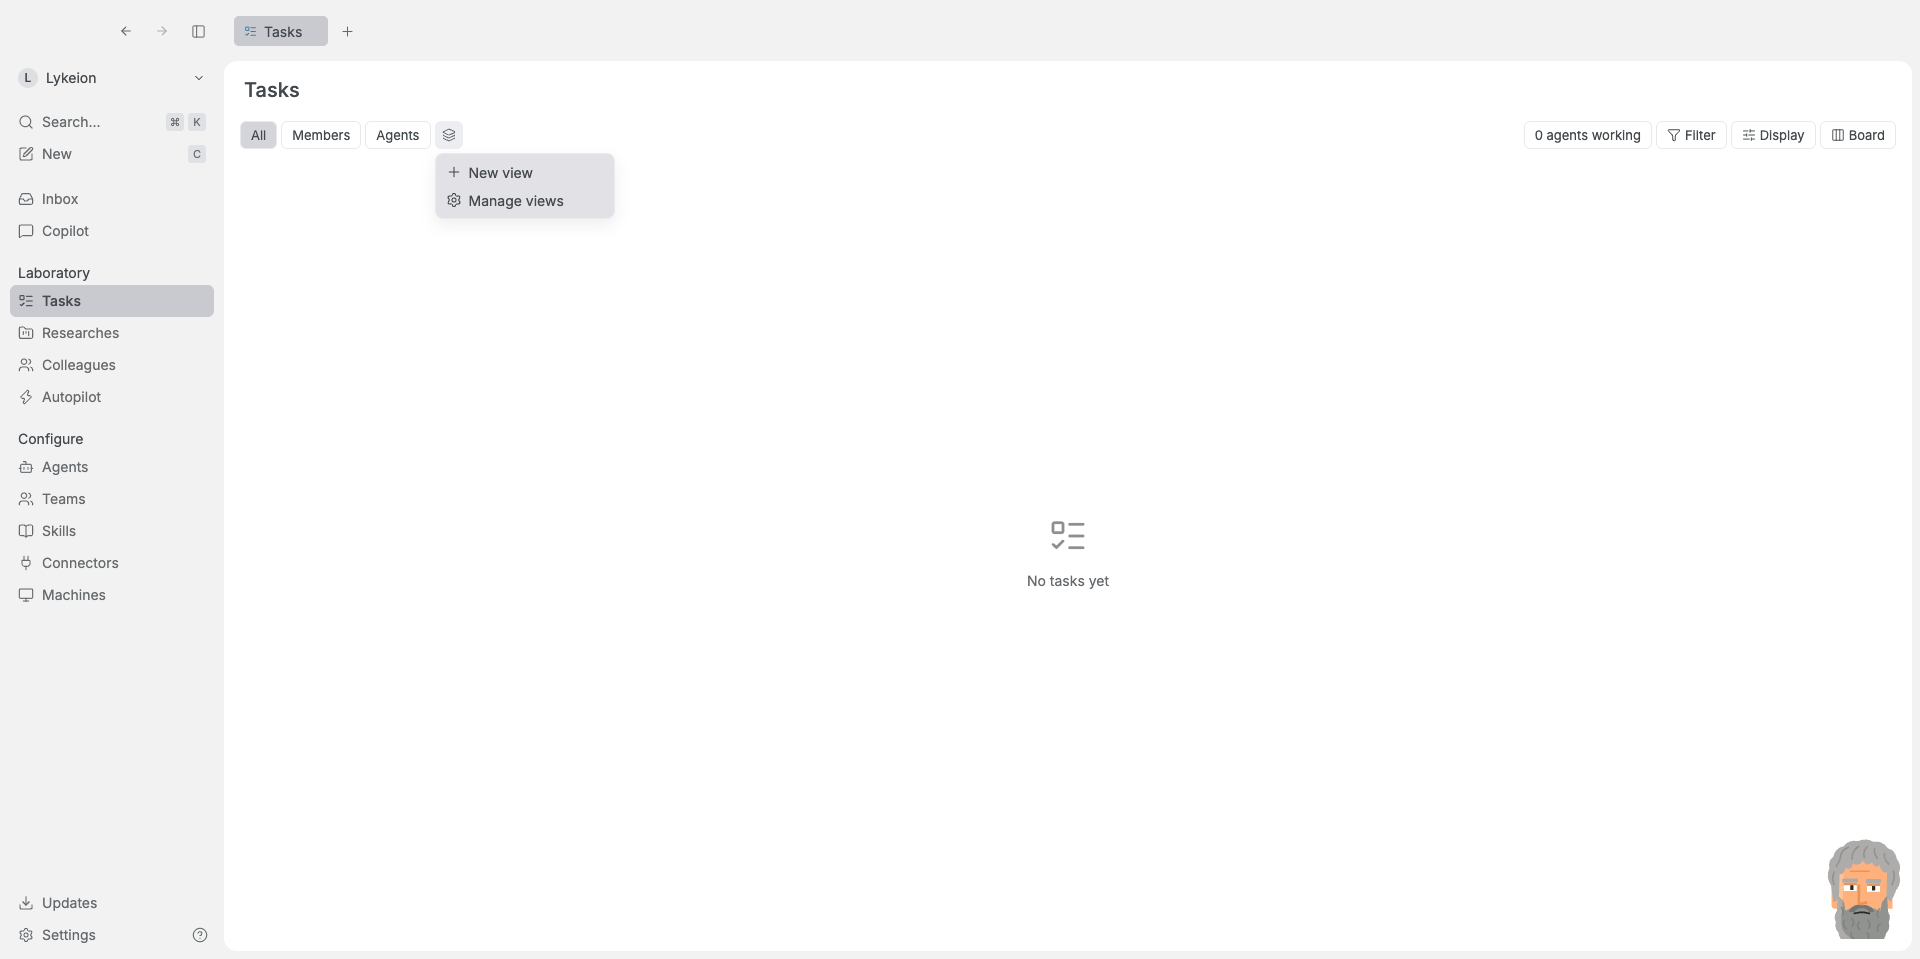 Tasks
L Lykeion
Search... ⌘ K
New C
Inbox
Copilot
Laboratory
Tasks
Researches
Colleagues
Autopilot
Configure
Agents
Teams
Skills
Connectors
Machines
Updates
Settings
Tasks
All Members Agents
0 agents working Filter Display Board
New view
Manage views
No tasks yet